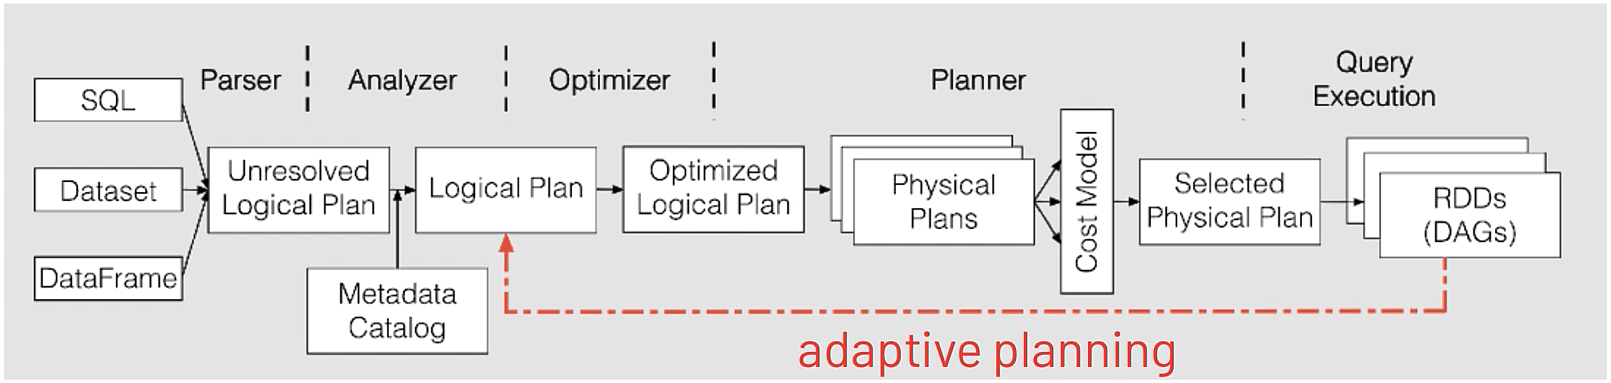 Parser
Analyzer
Optimizer
Planner
Query
Execution
SQL
Dataset
DataFrame
Unresolved
Logical Plan
Metadata
Catalog
Logical Plan
Optimized
Logical Plan
Physical
Plans
Cost Model
Selected
Physical Plan
RDDs
(DAGs)
adaptive planning